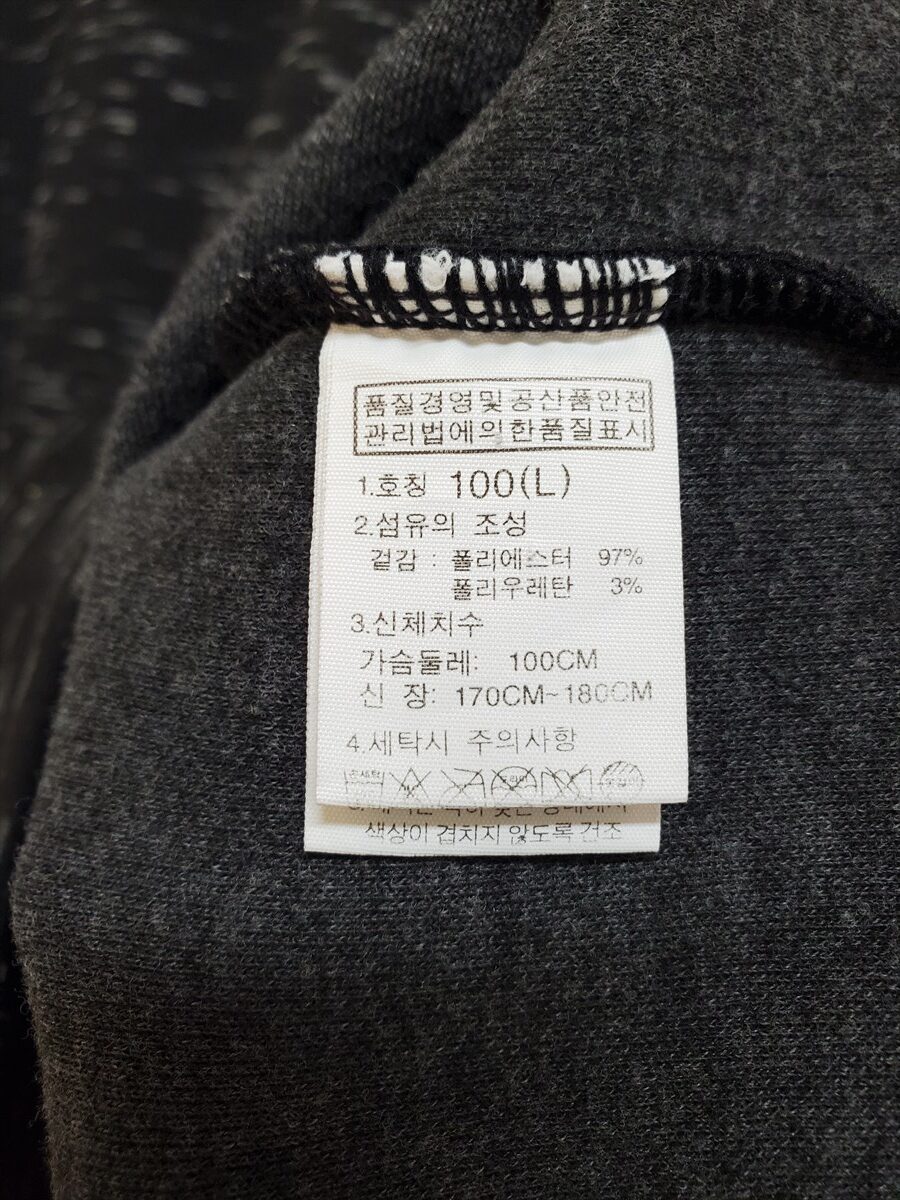 품질경영및공산품안전
관리법에의한품질표시
1.호칭 100(L)
2.섬유의 조성
겉감 : 폴리에스터 97%
폴리우레탄 3%
3.신체치수
가슴둘레: 100CM
신 장: 170CM~180CM
4.세탁시 주의사항
손세탁
색상이 겹치지 않도록 건조